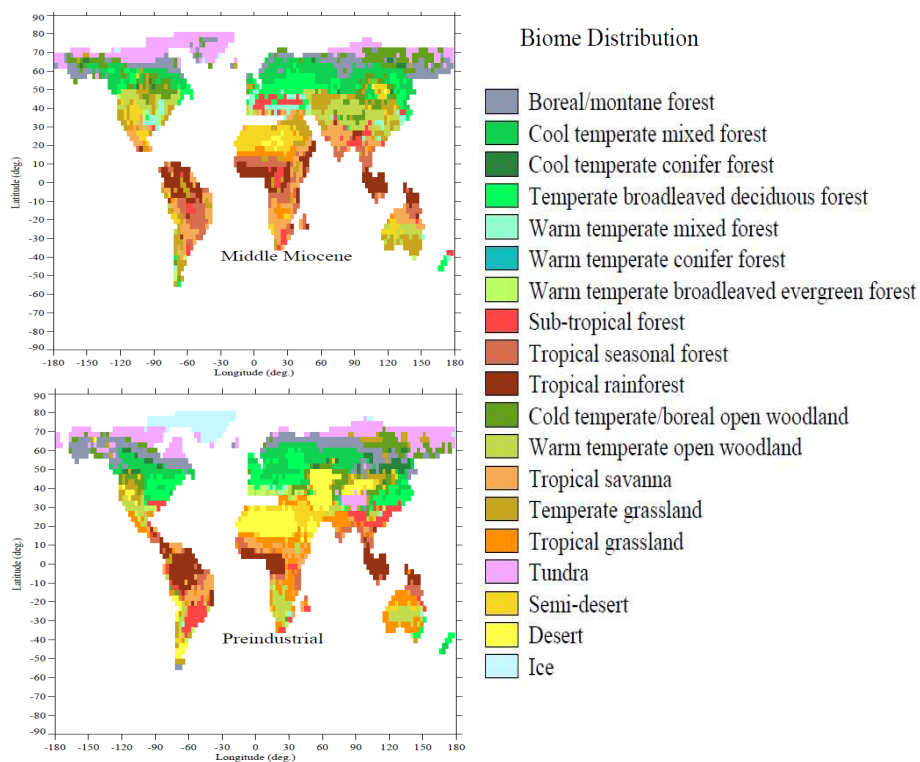 90
80
70
60
50
40
30
20
10
0
-10
-20
-30
-40
-50
-60
-70
-80
-90
Latitude (deg.)
Middle Miocene
-180 -150 -120 -90 -60 -30 0 30 60 90 120 150 180
Longitude (deg.)
90
80
70
60
50
40
30
20
10
0
-10
-20
-30
-40
-50
-60
-70
-80
-90
Latitude (deg.)
Preindustrial
-180 -150 -120 -90 -60 -30 0 30 60 90 120 150 180
Longitude (deg.)
Biome Distribution
Boreal/montane forest
Cool temperate mixed forest
Cool temperate conifer forest
Temperate broadleaved deciduous forest
Warm temperate mixed forest
Warm temperate conifer forest
Warm temperate broadleaved evergreen forest
Sub-tropical forest
Tropical seasonal forest
Tropical rainforest
Cold temperate/boreal open woodland
Warm temperate open woodland
Tropical savanna
Temperate grassland
Tropical grassland
Tundra
Semi-desert
Desert
Ice